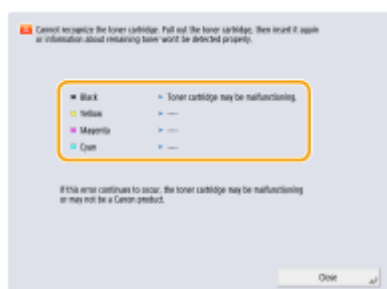 Cannot recognize the toner cartridge. Pull out the toner cartridge, then insert it again
or information about remaining toner won't be detected properly.
Black ► Toner cartridge may be malfunctioning.
Yellow ► ----
Magenta ► ----
Cyan ► ----
If this error continues to occur, the toner cartridge may be malfunctioning
or may not be a Canon product.
Close